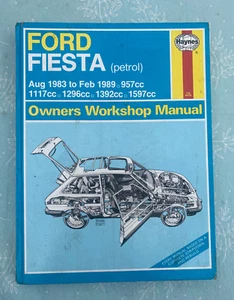 FORD
FIESTA (petrol)
Haynes
Aug 1983 to Feb 1989 . 957cc
1117cc . 1296cc . 1392cc . 1597cc
Owners Workshop Manual